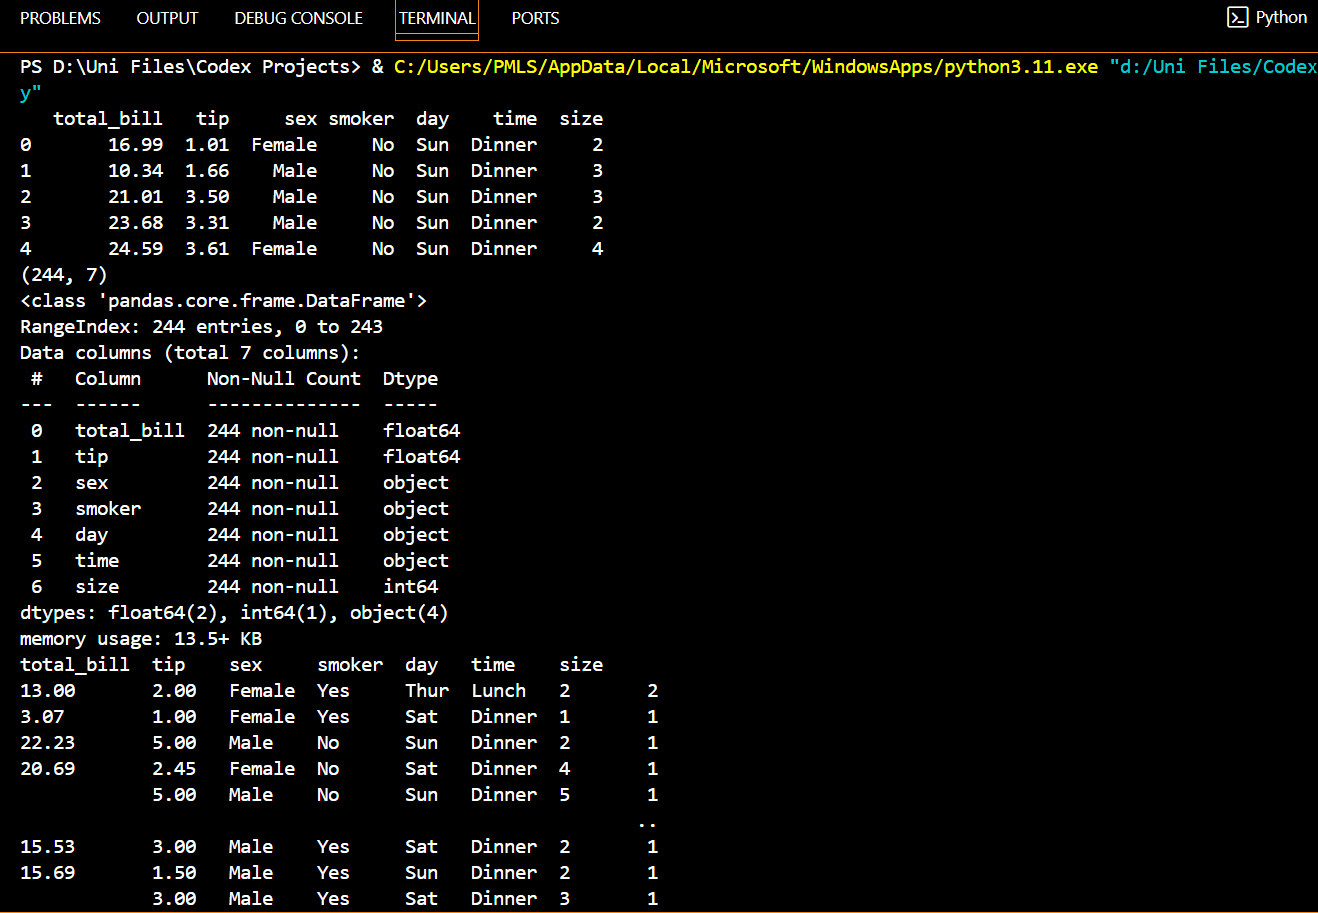 PROBLEMS OUTPUT DEBUG CONSOLE TERMINAL PORTS Python
PS D:\Uni Files\Codex Projects> & C:/Users/PMLS/AppData/Local/Microsoft/WindowsApps/python3.11.exe "d:/Uni Files/Codex
y"
   total_bill   tip     sex smoker  day    time  size
0       16.99  1.01  Female     No  Sun  Dinner     2
1       10.34  1.66    Male     No  Sun  Dinner     3
2       21.01  3.50    Male     No  Sun  Dinner     3
3       23.68  3.31    Male     No  Sun  Dinner     2
4       24.59  3.61  Female     No  Sun  Dinner     4
(244, 7)
<class 'pandas.core.frame.DataFrame'>
RangeIndex: 244 entries, 0 to 243
Data columns (total 7 columns):
 #   Column      Non-Null Count  Dtype
---  ------      --------------  -----
 0   total_bill  244 non-null    float64
 1   tip         244 non-null    float64
 2   sex         244 non-null    object
 3   smoker      244 non-null    object
 4   day         244 non-null    object
 5   time        244 non-null    object
 6   size        244 non-null    int64
dtypes: float64(2), int64(1), object(4)
memory usage: 13.5+ KB
total_bill  tip    sex     smoker  day   time    size
13.00       2.00   Female  Yes     Thur  Lunch   2       2
3.07        1.00   Female  Yes     Sat   Dinner  1       1
22.23       5.00   Male    No      Sun   Dinner  2       1
20.69       2.45   Female  No      Sat   Dinner  4       1
            5.00   Male    No      Sun   Dinner  5       1
                                                        ..
15.53       3.00   Male    Yes     Sat   Dinner  2       1
15.69       1.50   Male    Yes     Sun   Dinner  2       1
            3.00   Male    Yes     Sat   Dinner  3       1